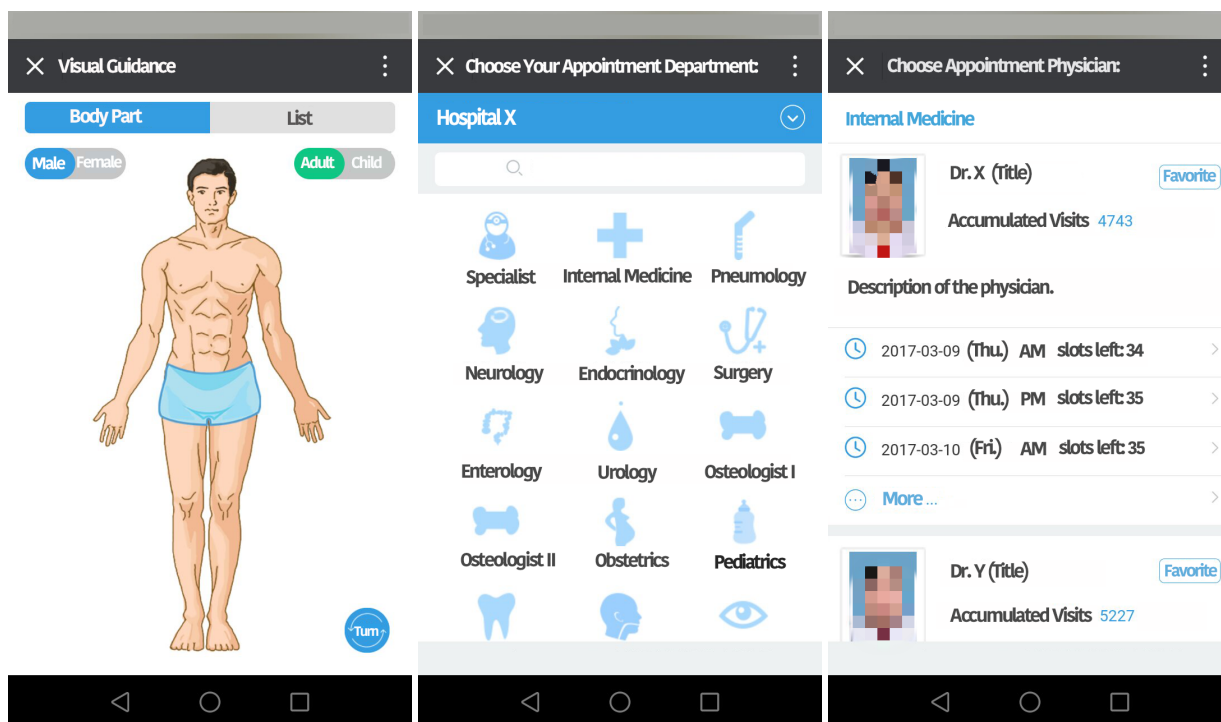 Visual Guidance
Body Part List
Male Female Adult Child
Turn
Choose Your Appointment Department:
Hospital X
Specialist Internal Medicine Pneumology
Neurology Endocrinology Surgery
Enterology Urology Osteologist I
Osteologist II Obstetrics Pediatrics
Choose Appointment Physician:
Internal Medicine
Dr. X (Title) Favorite
Accumulated Visits 4743
Description of the physician.
2017-03-09 (Thu.) AM slots left: 34
2017-03-09 (Thu.) PM slots left: 35
2017-03-10 (Fri.) AM slots left: 35
More ...
Dr. Y (Title) Favorite
Accumulated Visits 5227